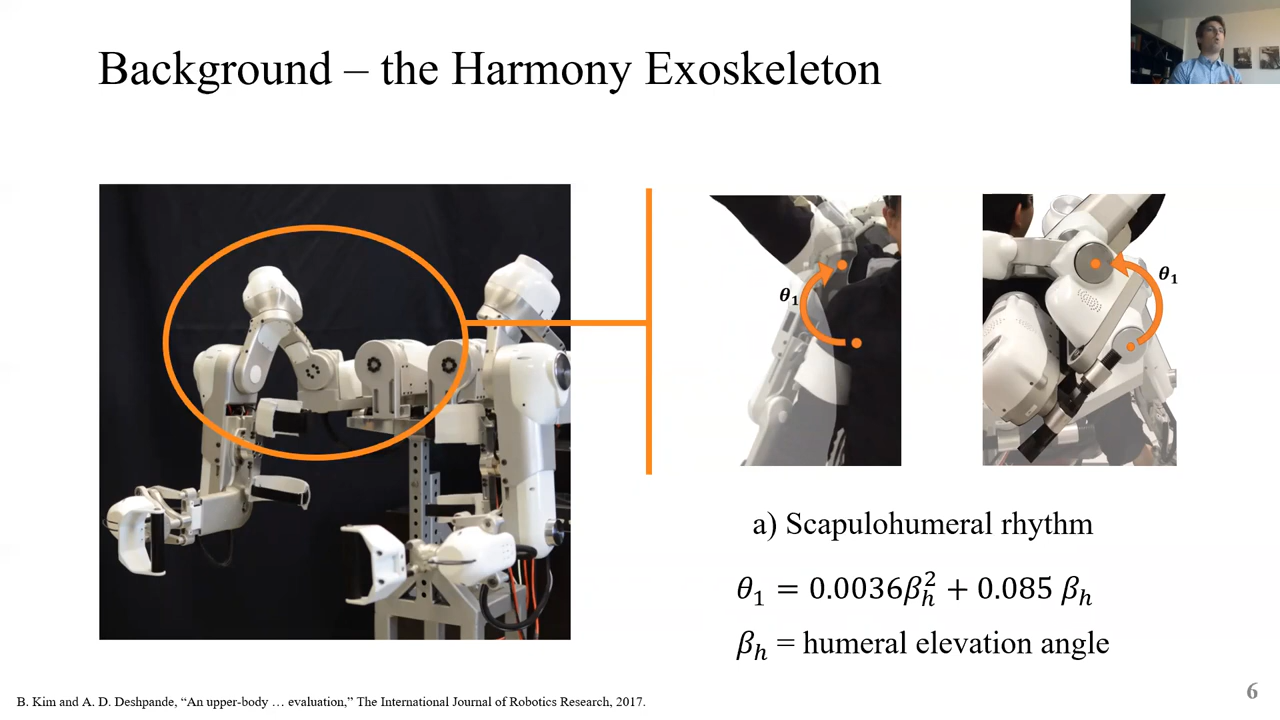 Background – the Harmony Exoskeleton
θ₁
θ₁
a) Scapulohumeral rhythm
θ₁ = 0.0036βₕ² + 0.085 βₕ
βₕ = humeral elevation angle
B. Kim and A. D. Deshpande, “An upper-body … evaluation,” The International Journal of Robotics Research, 2017.
6